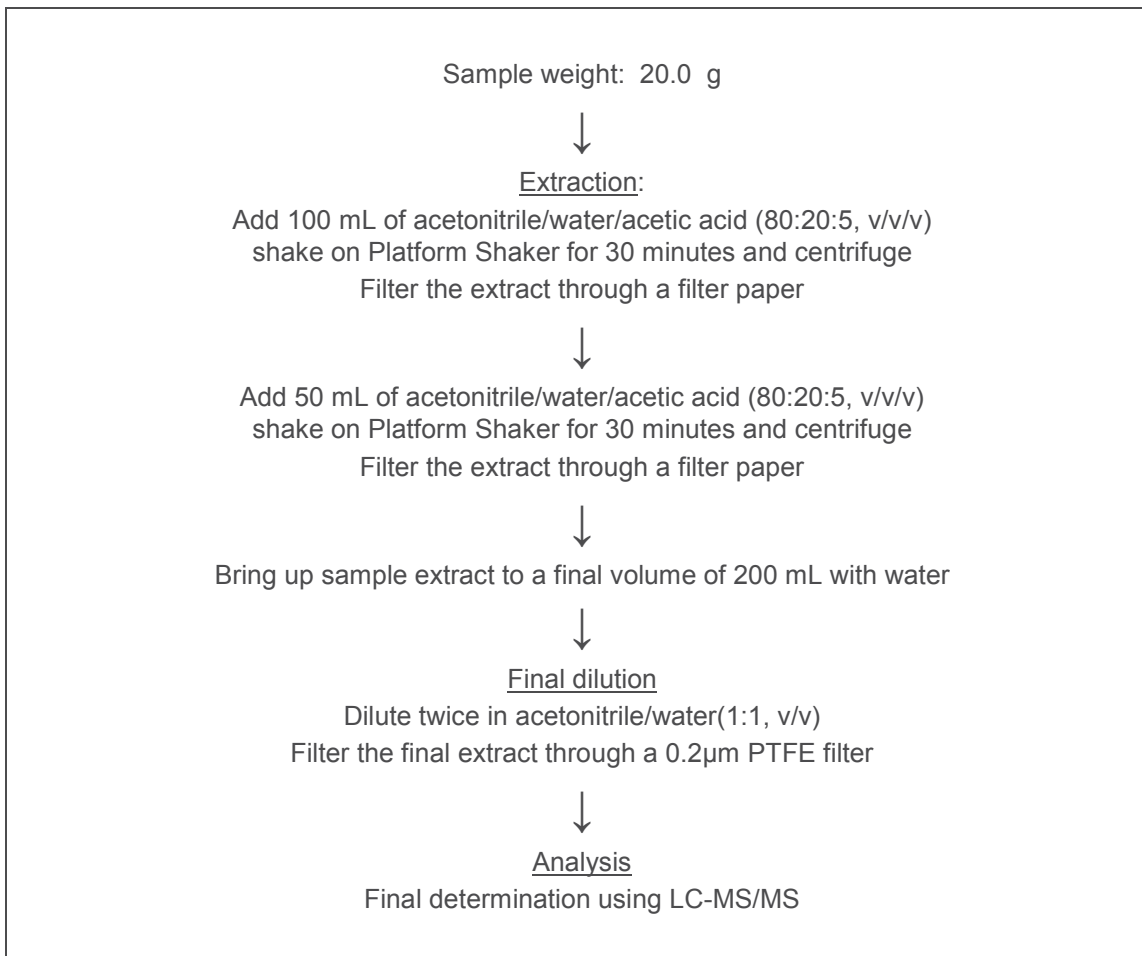 Sample weight:  20.0  g
↓
Extraction:
Add 100 mL of acetonitrile/water/acetic acid (80:20:5, v/v/v)
shake on Platform Shaker for 30 minutes and centrifuge
Filter the extract through a filter paper
↓
Add 50 mL of acetonitrile/water/acetic acid (80:20:5, v/v/v)
shake on Platform Shaker for 30 minutes and centrifuge
Filter the extract through a filter paper
↓
Bring up sample extract to a final volume of 200 mL with water
↓
Final dilution
Dilute twice in acetonitrile/water(1:1, v/v)
Filter the final extract through a 0.2µm PTFE filter
↓
Analysis
Final determination using LC-MS/MS